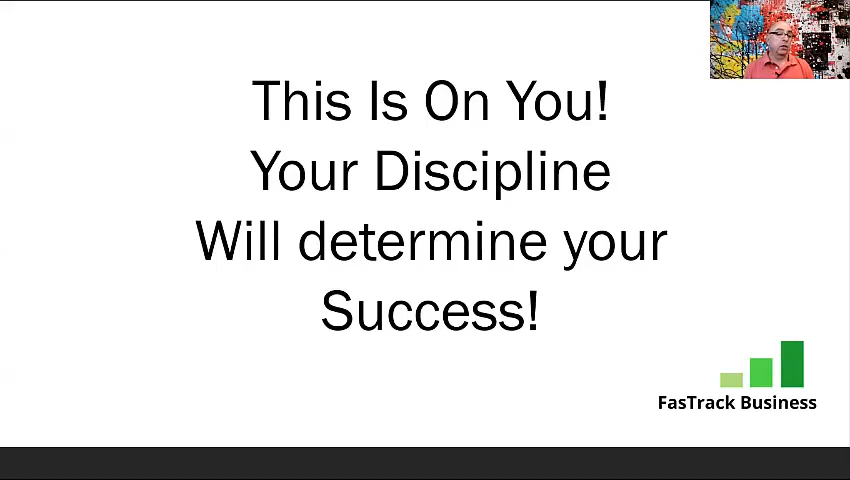 This Is On You!
Your Discipline
Will determine your
Success!
FasTrack Business